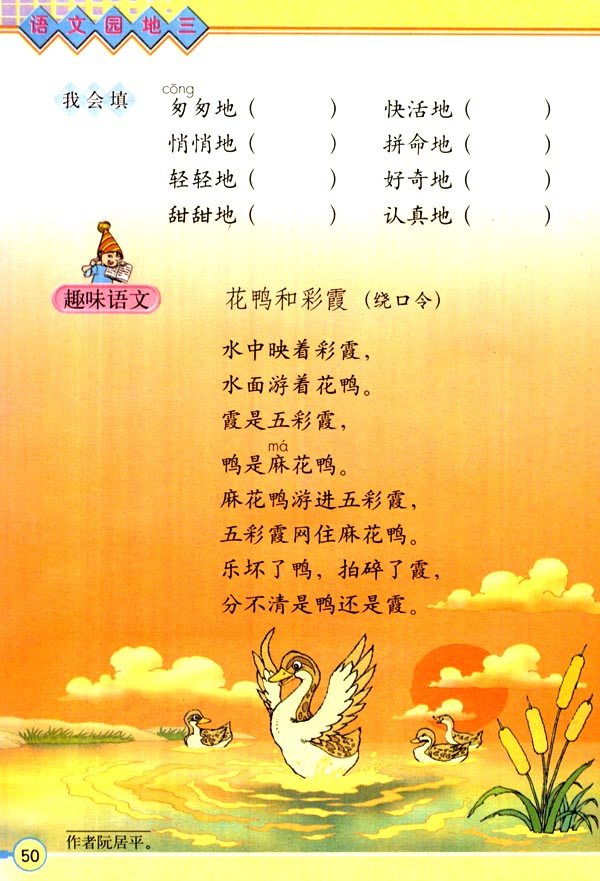 语文园地三
我会填
cōng
匆匆地（ ） 快活地（ ）
悄悄地（ ） 拼命地（ ）
轻轻地（ ） 好奇地（ ）
甜甜地（ ） 认真地（ ）
趣味语文
花鸭和彩霞（绕口令）
水中映着彩霞，
水面游着花鸭。
霞是五彩霞，
má
鸭是麻花鸭。
麻花鸭游进五彩霞，
五彩霞网住麻花鸭。
乐坏了鸭，拍碎了霞，
分不清是鸭还是霞。
作者阮居平。
50